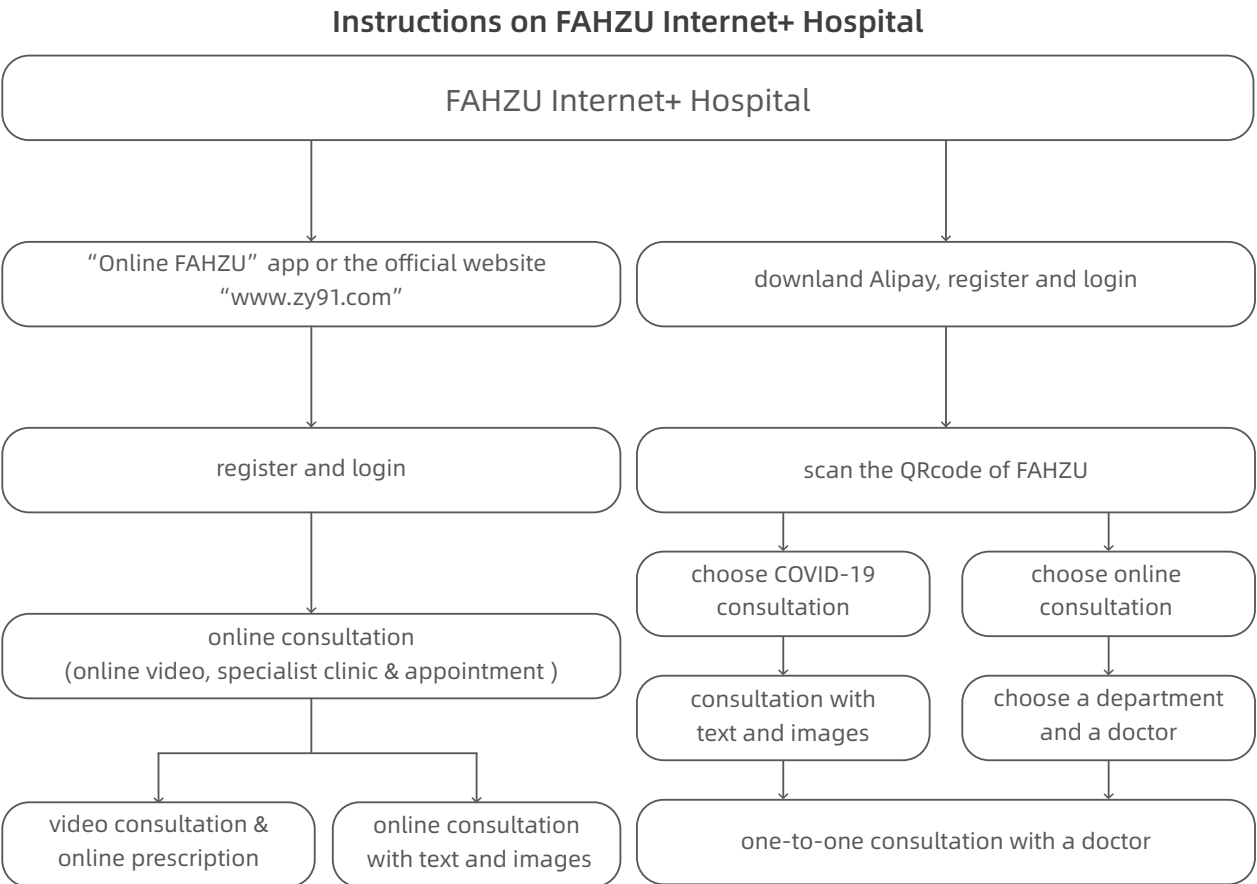 Instructions on FAHZU Internet+ Hospital
FAHZU Internet+ Hospital
“Online FAHZU” app or the official website
“www.zy91.com”
downland Alipay, register and login
register and login
scan the QRcode of FAHZU
choose COVID-19
consultation
choose online
consultation
online consultation
(online video, specialist clinic & appointment )
consultation with
text and images
choose a department
and a doctor
video consultation &
online prescription
online consultation
with text and images
one-to-one consultation with a doctor